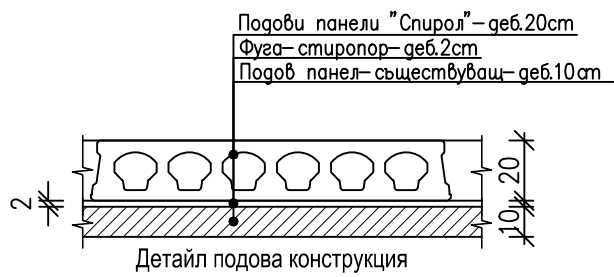 Подови панели "Спирол"-деб.20cm
Фуга-стиропор-деб.2cm
Подов панел-съществуващ-деб.10cm
2
20
10
Детайл подова конструкция